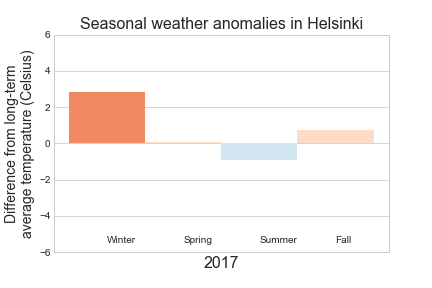 Seasonal weather anomalies in Helsinki
Difference from long-term
average temperature (Celsius)
6
4
2
0
−2
−4
−6
Winter Spring Summer Fall
2017